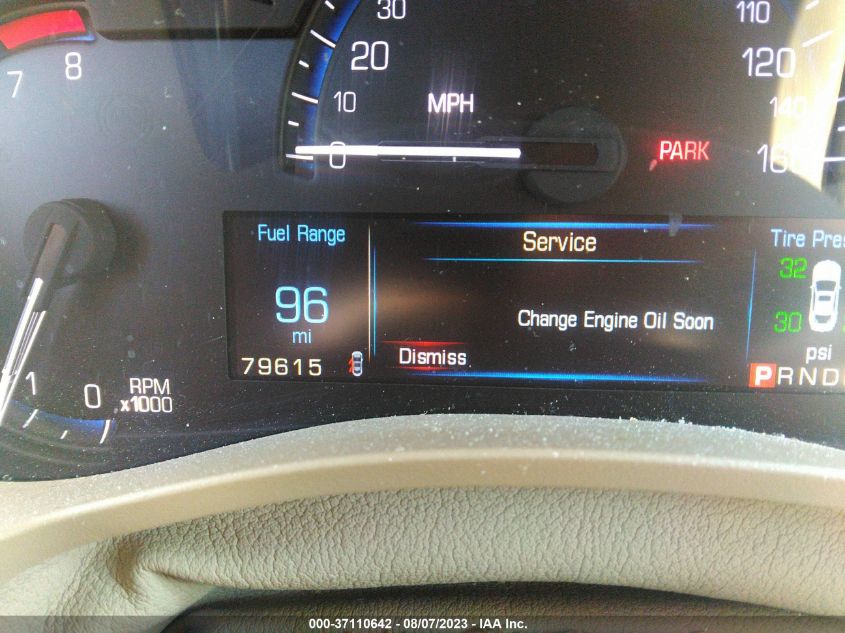 30
110
20
120
8
7
10
MPH
140
0
PARK
160
Fuel Range
Service
Tire Pres
32
96
mi
Change Engine Oil Soon
30
79615
Dismiss
psi
PRND
1
0
RPM
x1000
000-37110642 - 08/07/2023 - IAA Inc.